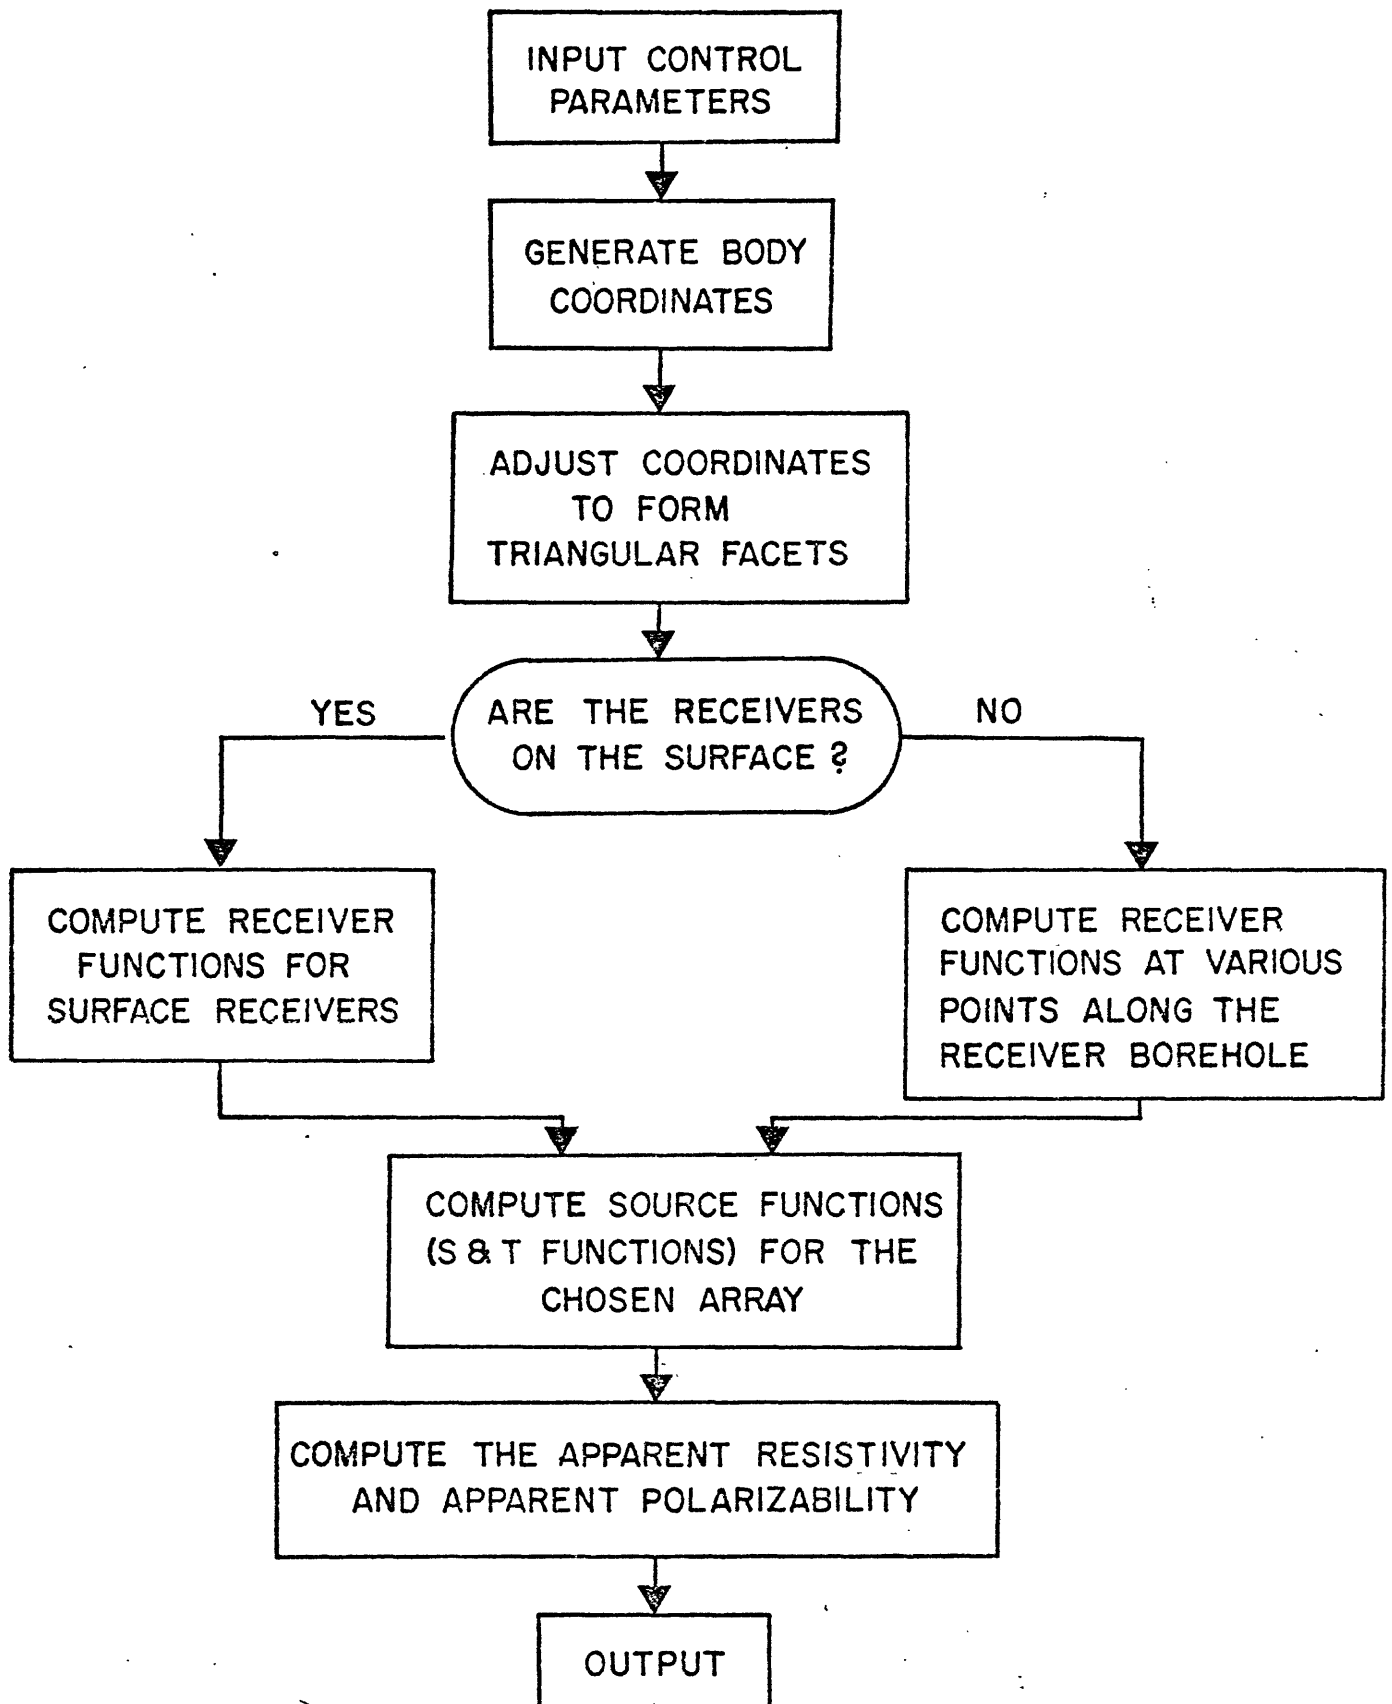 INPUT CONTROL
PARAMETERS
GENERATE BODY
COORDINATES
ADJUST COORDINATES
TO FORM
TRIANGULAR FACETS
YES
ARE THE RECEIVERS
ON THE SURFACE ?
NO
COMPUTE RECEIVER
FUNCTIONS FOR
SURFACE RECEIVERS
COMPUTE RECEIVER
FUNCTIONS AT VARIOUS
POINTS ALONG THE
RECEIVER BOREHOLE
COMPUTE SOURCE FUNCTIONS
(S & T FUNCTIONS) FOR THE
CHOSEN ARRAY
COMPUTE THE APPARENT RESISTIVITY
AND APPARENT POLARIZABILITY
OUTPUT